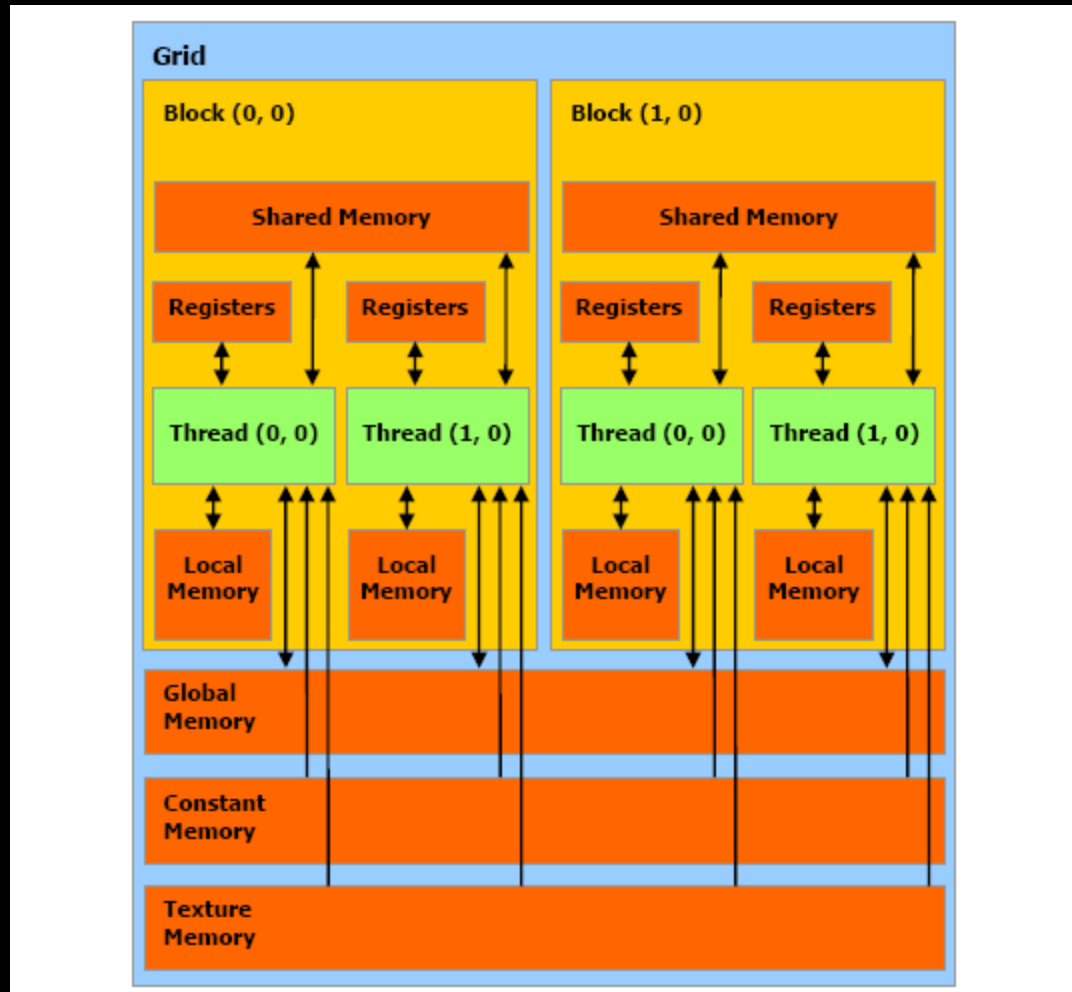 Grid
Block (0, 0)
Block (1, 0)
Shared Memory
Shared Memory
Registers
Registers
Registers
Registers
Thread (0, 0)
Thread (1, 0)
Thread (0, 0)
Thread (1, 0)
Local
Memory
Local
Memory
Local
Memory
Local
Memory
Global
Memory
Constant
Memory
Texture
Memory